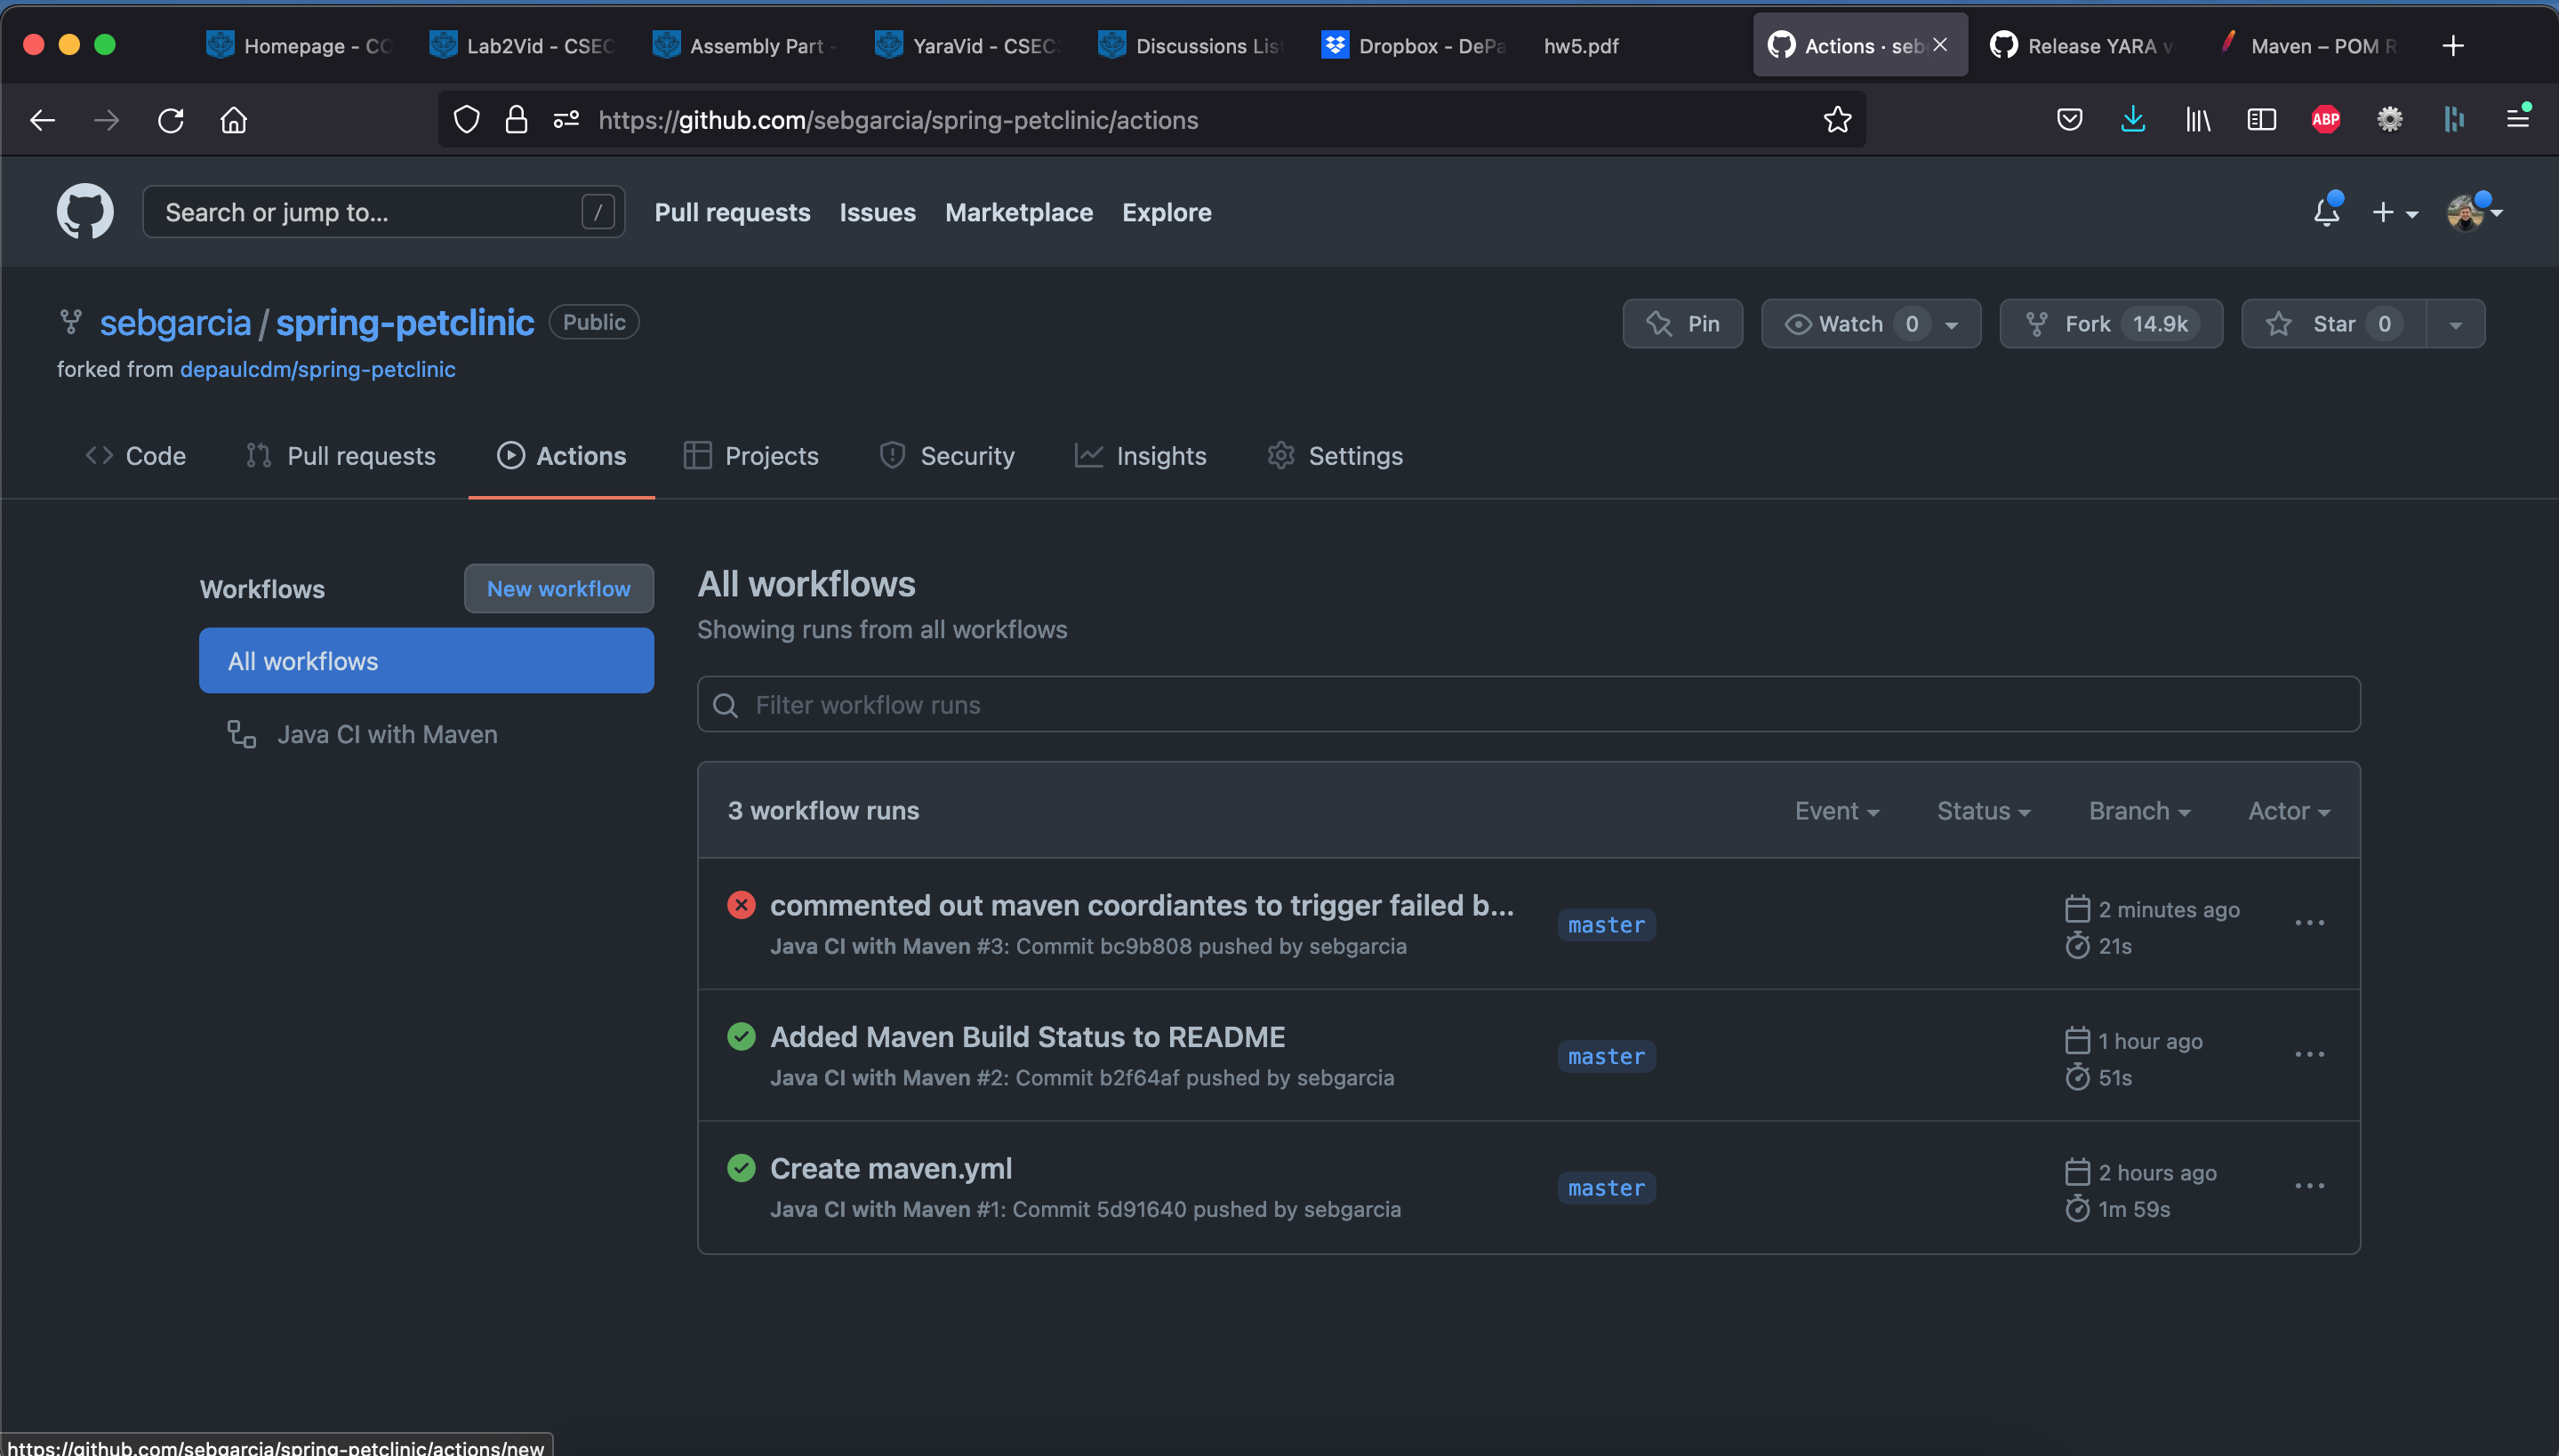 Homepage - CO
Lab2Vid - CSEC
Assembly Part -
YaraVid - CSEC
Discussions List
Dropbox - DePa
hw5.pdf
Actions · seb
Release YARA v
Maven – POM R
https://github.com/sebgarcia/spring-petclinic/actions
ABP
Search or jump to...
/
Pull requests
Issues
Marketplace
Explore
sebgarcia / spring-petclinic
Public
Pin
Watch 0
Fork 14.9k
Star 0
forked from depaulcdm/spring-petclinic
Code
Pull requests
Actions
Projects
Security
Insights
Settings
Workflows
New workflow
All workflows
Java CI with Maven
All workflows
Showing runs from all workflows
Filter workflow runs
3 workflow runs
Event
Status
Branch
Actor
commented out maven coordiantes to trigger failed b...
Java CI with Maven #3: Commit bc9b808 pushed by sebgarcia
master
2 minutes ago
21s
Added Maven Build Status to README
Java CI with Maven #2: Commit b2f64af pushed by sebgarcia
master
1 hour ago
51s
Create maven.yml
Java CI with Maven #1: Commit 5d91640 pushed by sebgarcia
master
2 hours ago
1m 59s
https://github.com/sebgarcia/spring-petclinic/actions/new